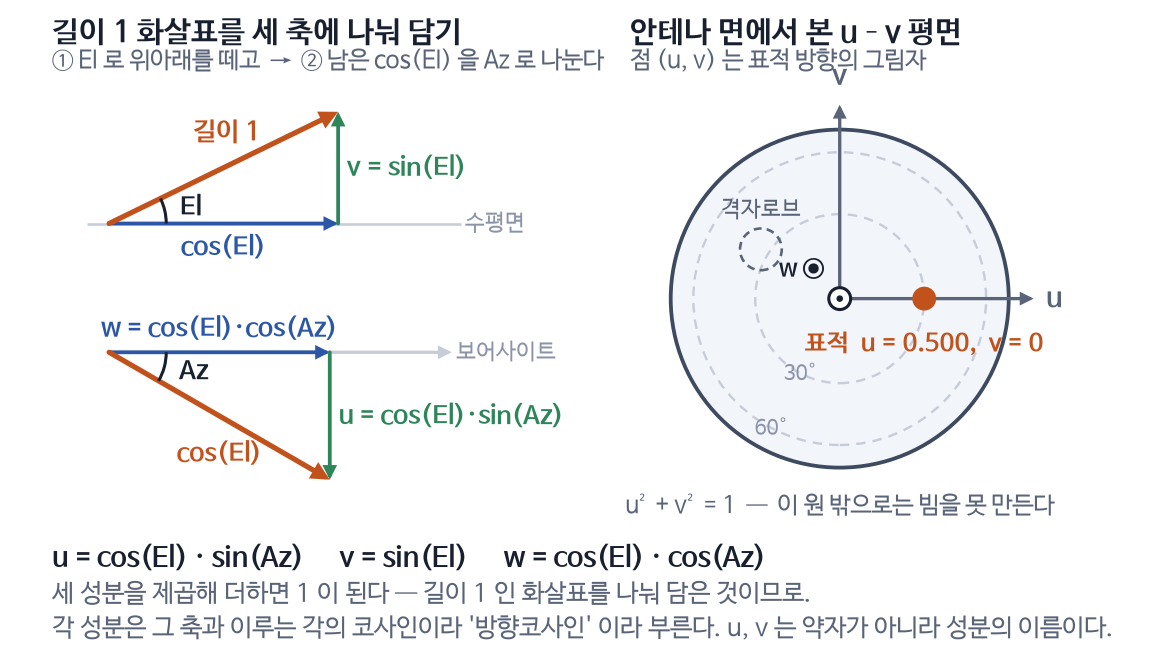 길이 1 화살표를 세 축에 나눠 담기
① El 로 위아래를 떼고 → ② 남은 cos(El) 을 Az 로 나눈다
길이 1
v = sin(El)
El
수평면
cos(El)
w = cos(El)·cos(Az)
보어사이트
Az
u = cos(El)·sin(Az)
cos(El)
안테나 면에서 본 u - v 평면
점 (u, v) 는 표적 방향의 그림자
v
격자로브
w
u
표적 u = 0.500, v = 0
30°
60°
u² + v² = 1 — 이 원 밖으로는 빔을 못 만든다
u = cos(El) · sin(Az) v = sin(El) w = cos(El) · cos(Az)
세 성분을 제곱해 더하면 1 이 된다 — 길이 1 인 화살표를 나눠 담은 것이므로.
각 성분은 그 축과 이루는 각의 코사인이라 '방향코사인' 이라 부른다. u, v 는 약자가 아니라 성분의 이름이다.